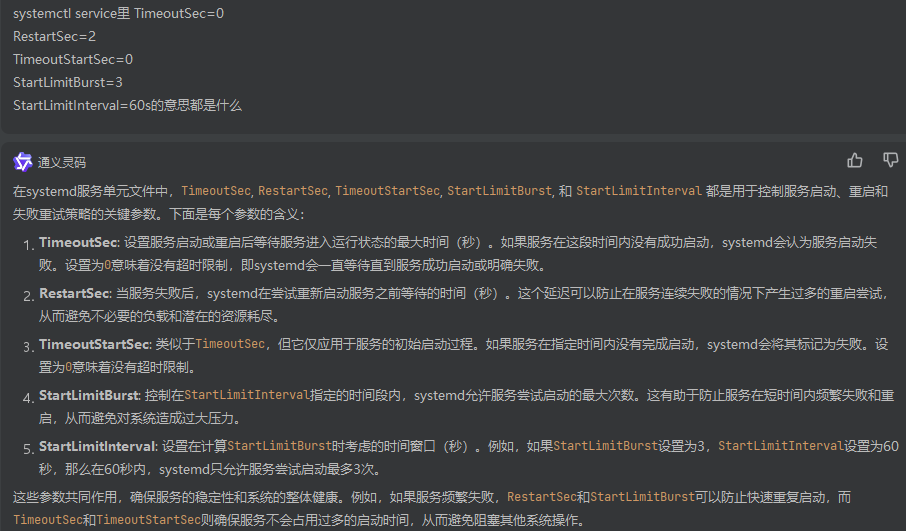 systemctl service里 TimeoutSec=0
RestartSec=2
TimeoutStartSec=0
StartLimitBurst=3
StartLimitInterval=60s的意思都是什么
通义灵码
在systemd服务单元文件中，TimeoutSec, RestartSec, TimeoutStartSec, StartLimitBurst, 和 StartLimitInterval 都是用于控制服务启动、重启和
失败重试策略的关键参数。下面是每个参数的含义：
1. TimeoutSec: 设置服务启动或重启后等待服务进入运行状态的最大时间（秒）。如果服务在这段时间内没有成功启动，systemd会认为服务启动失
败。设置为0意味着没有超时限制，即systemd会一直等待直到服务成功启动或明确失败。
2. RestartSec: 当服务失败后，systemd在尝试重新启动服务之前等待的时间（秒）。这个延迟可以防止在服务连续失败的情况下产生过多的重启尝试，
从而避免不必要的负载和潜在的资源耗尽。
3. TimeoutStartSec: 类似于TimeoutSec，但它仅应用于服务的初始启动过程。如果服务在指定时间内没有完成启动，systemd会将其标记为失败。设
置为0意味着没有超时限制。
4. StartLimitBurst: 控制在StartLimitInterval指定的时间段内，systemd允许服务尝试启动的最大次数。这有助于防止服务在短时间内频繁失败和重
启，从而避免对系统造成过大压力。
5. StartLimitInterval: 设置在计算StartLimitBurst时考虑的时间窗口（秒）。例如，如果StartLimitBurst设置为3，StartLimitInterval设置为60
秒，那么在60秒内，systemd只允许服务尝试启动最多3次。
这些参数共同作用，确保服务的稳定性和系统的整体健康。例如，如果服务频繁失败，RestartSec和StartLimitBurst可以防止快速重复启动，而
TimeoutSec和TimeoutStartSec则确保服务不会占用过多的启动时间，从而避免阻塞其他系统操作。